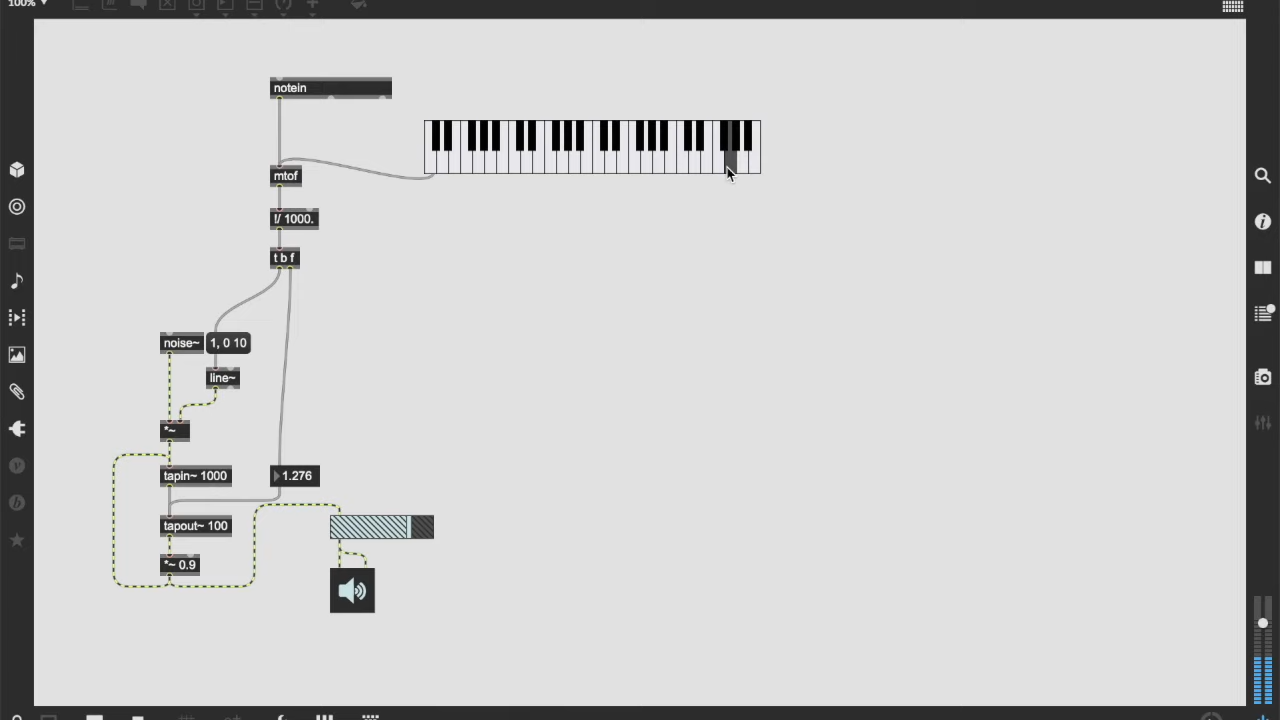 100%
notein
mtof
!/ 1000.
t b f
noise~
1, 0 10
line~
*~
tapin~ 1000
1.276
tapout~ 100
*~ 0.9